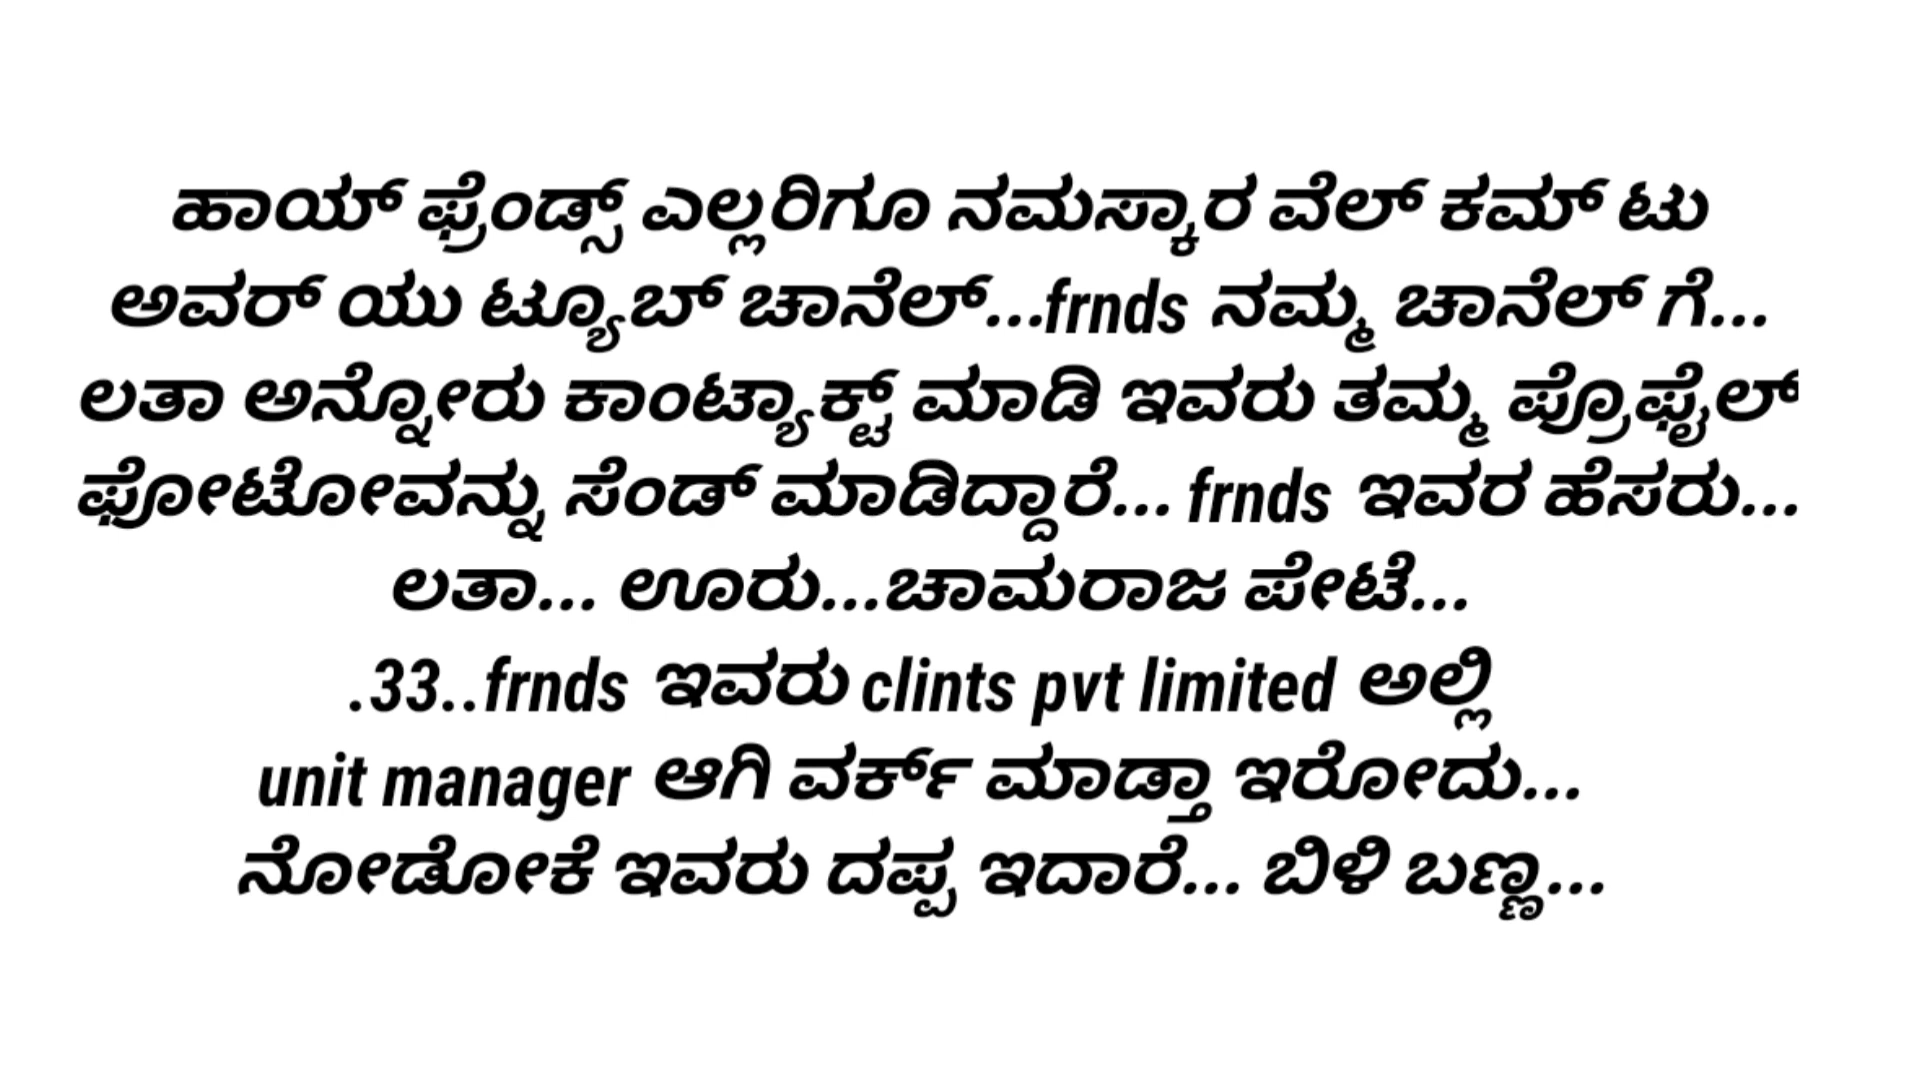 ಹಾಯ್ ಫ್ರೆಂಡ್ಸ್ ಎಲ್ಲರಿಗೂ ನಮಸ್ಕಾರ ವೆಲ್ ಕಮ್ ಟು
ಅವರ್ ಯು ಟ್ಯೂಬ್ ಚಾನೆಲ್...frnds ನಮ್ಮ ಚಾನೆಲ್ ಗೆ...
ಲತಾ ಅನ್ನೋರು ಕಾಂಟ್ಯಾಕ್ಟ್ ಮಾಡಿ ಇವರು ತಮ್ಮ ಪ್ರೊಫೈಲ್
ಫೋಟೋವನ್ನು ಸೆಂಡ್ ಮಾಡಿದ್ದಾರೆ... frnds ಇವರ ಹೆಸರು...
ಲತಾ... ಊರು...ಚಾಮರಾಜ ಪೇಟೆ...
.33..frnds ಇವರು clints pvt limited ಅಲ್ಲಿ
unit manager ಆಗಿ ವರ್ಕ್ ಮಾಡ್ತಾ ಇರೋದು...
ನೋಡೋಕೆ ಇವರು ದಪ್ಪ ಇದಾರೆ... ಬಿಳಿ ಬಣ್ಣ...